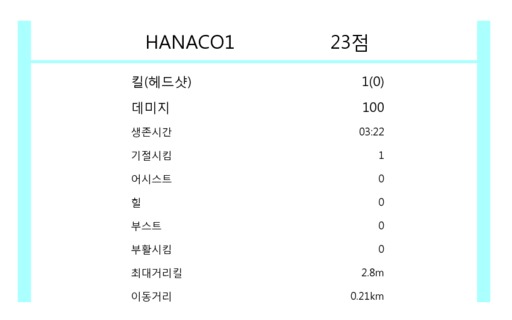 HANACO1 23점
킬(헤드샷) 1(0)
데미지 100
생존시간 03:22
기절시킴 1
어시스트 0
힐 0
부스트 0
부활시킴 0
최대거리킬 2.8m
이동거리 0.21km